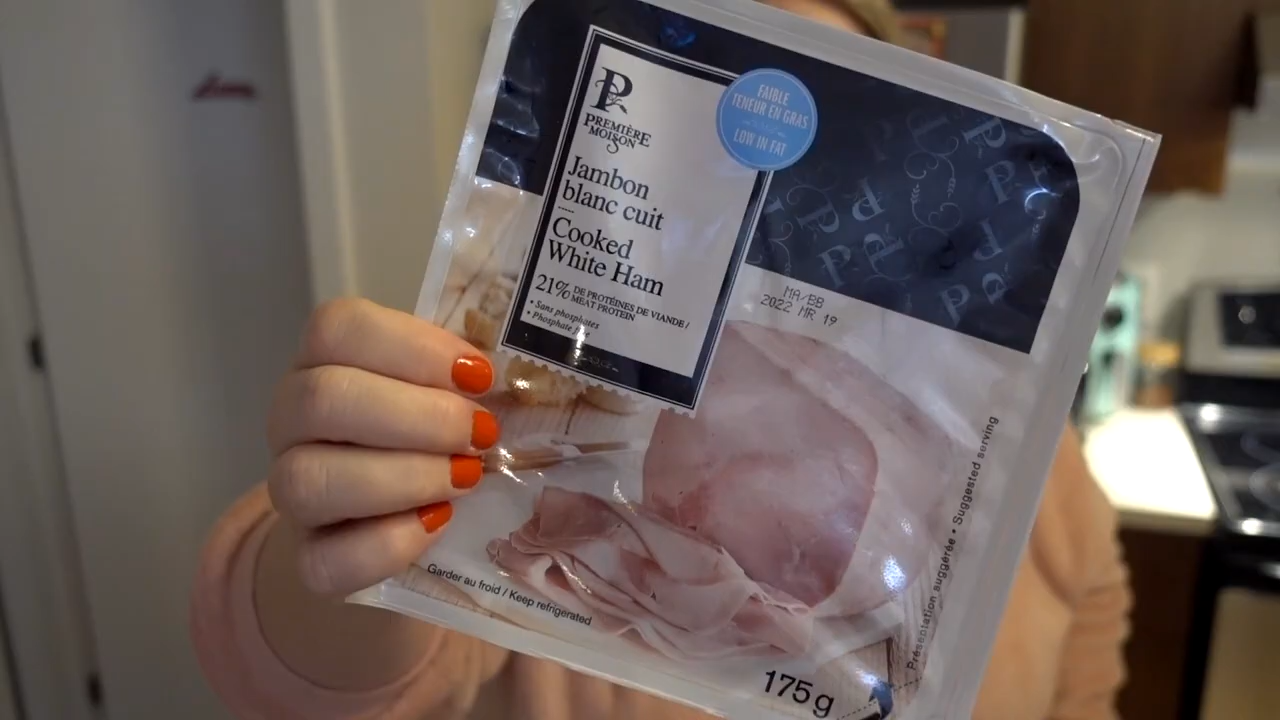 P
PREMIÈRE
MOISON
Jambon
blanc cuit
Cooked
White Ham
21% DE PROTÉINES DE VIANDE /
MEAT PROTEIN
• Sans phosphates
• Phosphate
FAIBLE
TENEUR EN GRAS
LOW IN FAT
MA/BB
2022 MR 19
Garder au froid / Keep refrigerated
Présentation suggérée • Suggested serving
175 g